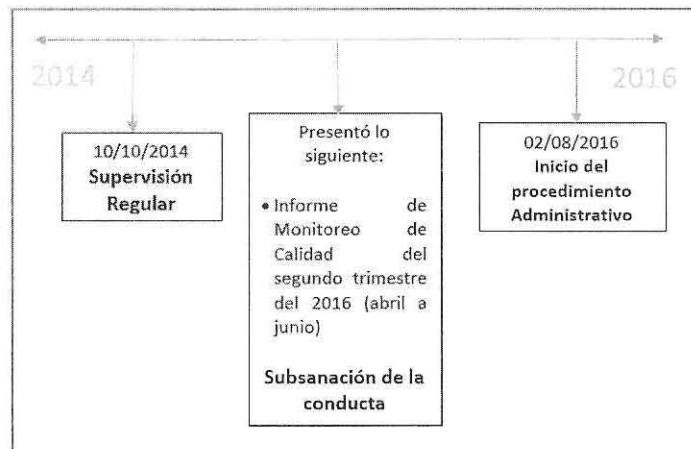 2014
2016
10/10/2014
Supervisión
Regular
Presentó lo
siguiente:
• Informe de
Monitoreo de
Calidad del
segundo trimestre
del 2016 (abril a
junio)
Subsanación de la
conducta
02/08/2016
Inicio del
procedimiento
Administrativo